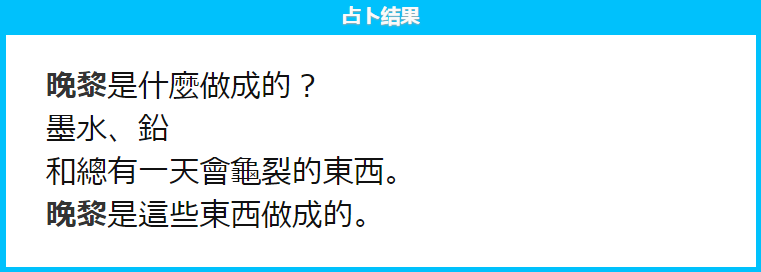 占卜结果
晚黎是什麼做成的？
墨水、鉛
和總有一天會龜裂的東西。
晚黎是這些東西做成的。